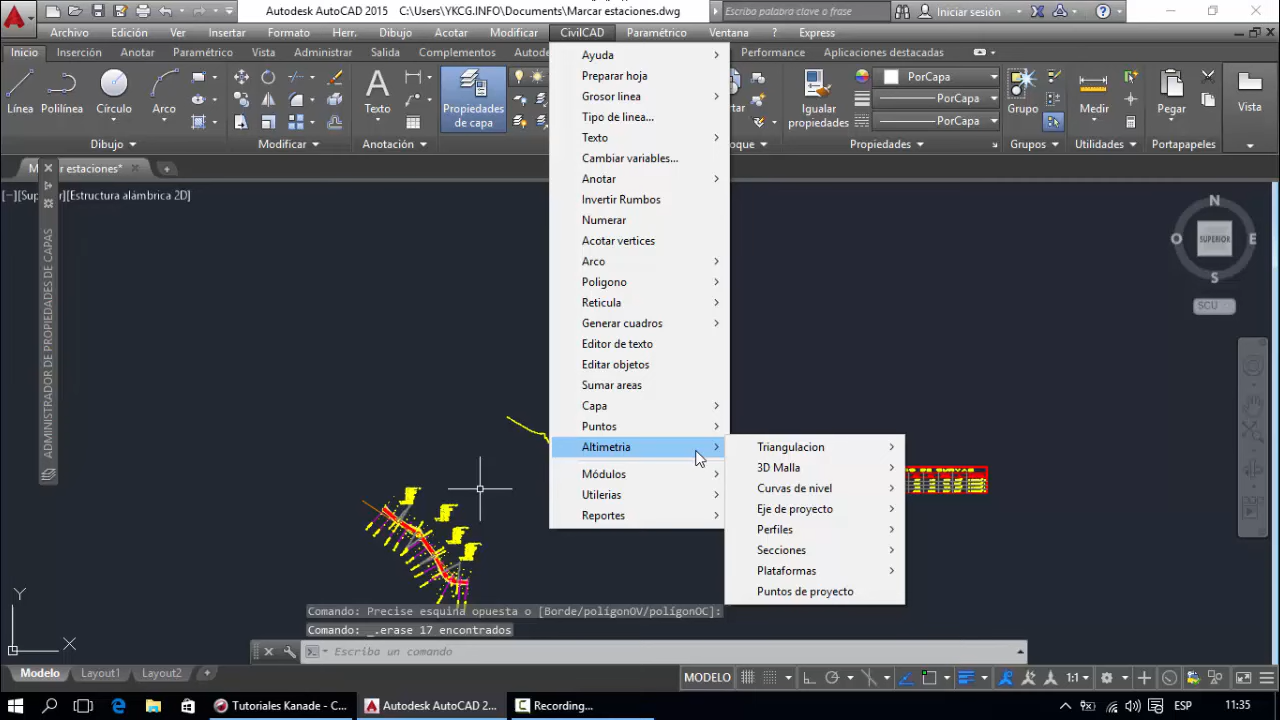 Autodesk AutoCAD 2015 C:\Users\YKCG.INFO\Documents\Marcar estaciones.dwg
Escriba palabra clave o frase
Iniciar sesión
Archivo Edición Ver Insertar Formato Herr. Dibujo Acotar Modificar CivilCAD Paramétrico Ventana ? Express
Inicio Inserción Anotar Paramétrico Vista Administrar Salida Complementos Performance Aplicaciones destacadas
Línea Polilínea Círculo Arco
Texto
Propiedades de capa
Igualar propiedades
PorCapa
PorCapa
PorCapa
Grupo
Medir
Pegar
Vista
Dibujo Modificar Anotación Propiedades Grupos Utilidades Portapapeles
[−][Sup
][Estructura alámbrica 2D]
ADMINISTRADOR DE PROPIEDADES DE CAPAS
Ayuda
Preparar hoja
Grosor linea
Tipo de linea...
Texto
Cambiar variables...
Anotar
Invertir Rumbos
Numerar
Acotar vertices
Arco
Poligono
Reticula
Generar cuadros
Editor de texto
Editar objetos
Sumar areas
Capa
Puntos
Altimetria
Módulos
Utilerias
Reportes
Triangulacion
3D Malla
Curvas de nivel
Eje de proyecto
Perfiles
Secciones
Plataformas
Puntos de proyecto
N
O SUPERIOR E
S
SCU
Y
X
Comando: Precise esquina opuesta o [Borde/polígonOV/polígonOC]:
Comando: _.erase 17 encontrados
Escriba un comando
Modelo Layout1 Layout2 +
MODELO
1:1
Tutoriales Kanade - C...
Autodesk AutoCAD 2...
Recording...
ESP
11:35